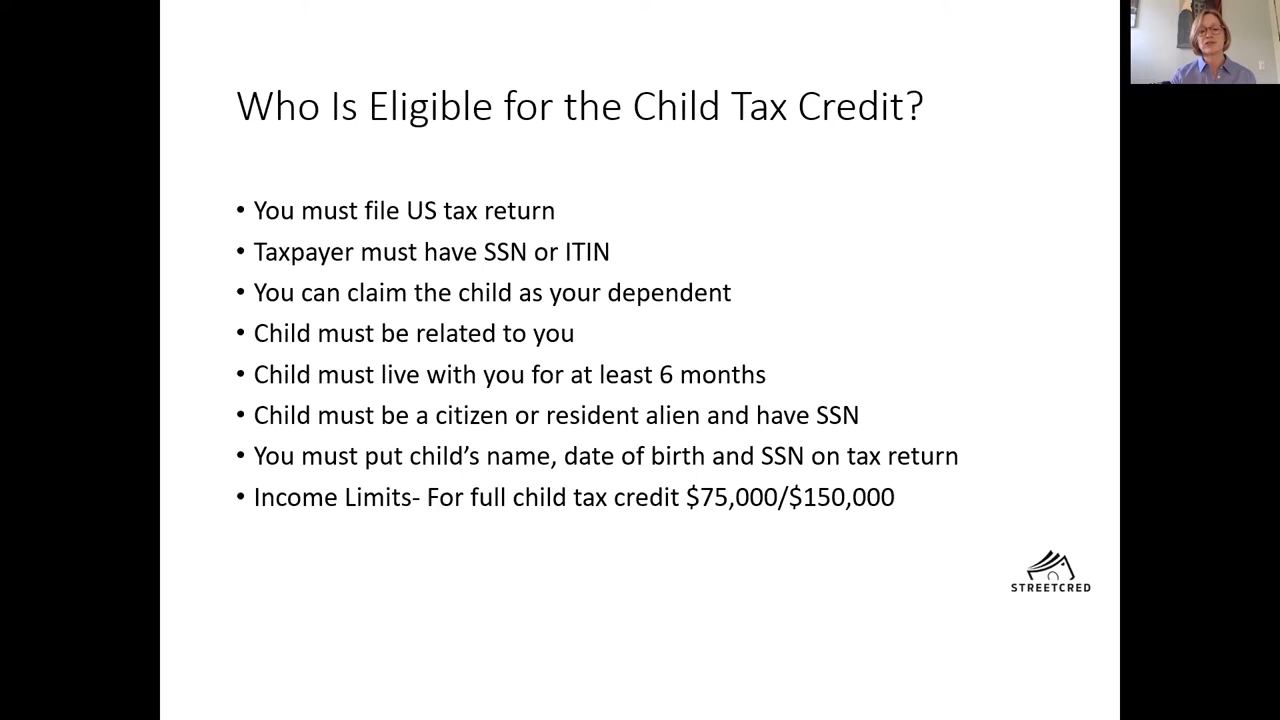 Who Is Eligible for the Child Tax Credit?
• You must file US tax return
• Taxpayer must have SSN or ITIN
• You can claim the child as your dependent
• Child must be related to you
• Child must live with you for at least 6 months
• Child must be a citizen or resident alien and have SSN
• You must put child’s name, date of birth and SSN on tax return
• Income Limits- For full child tax credit $75,000/$150,000
STREETCRED